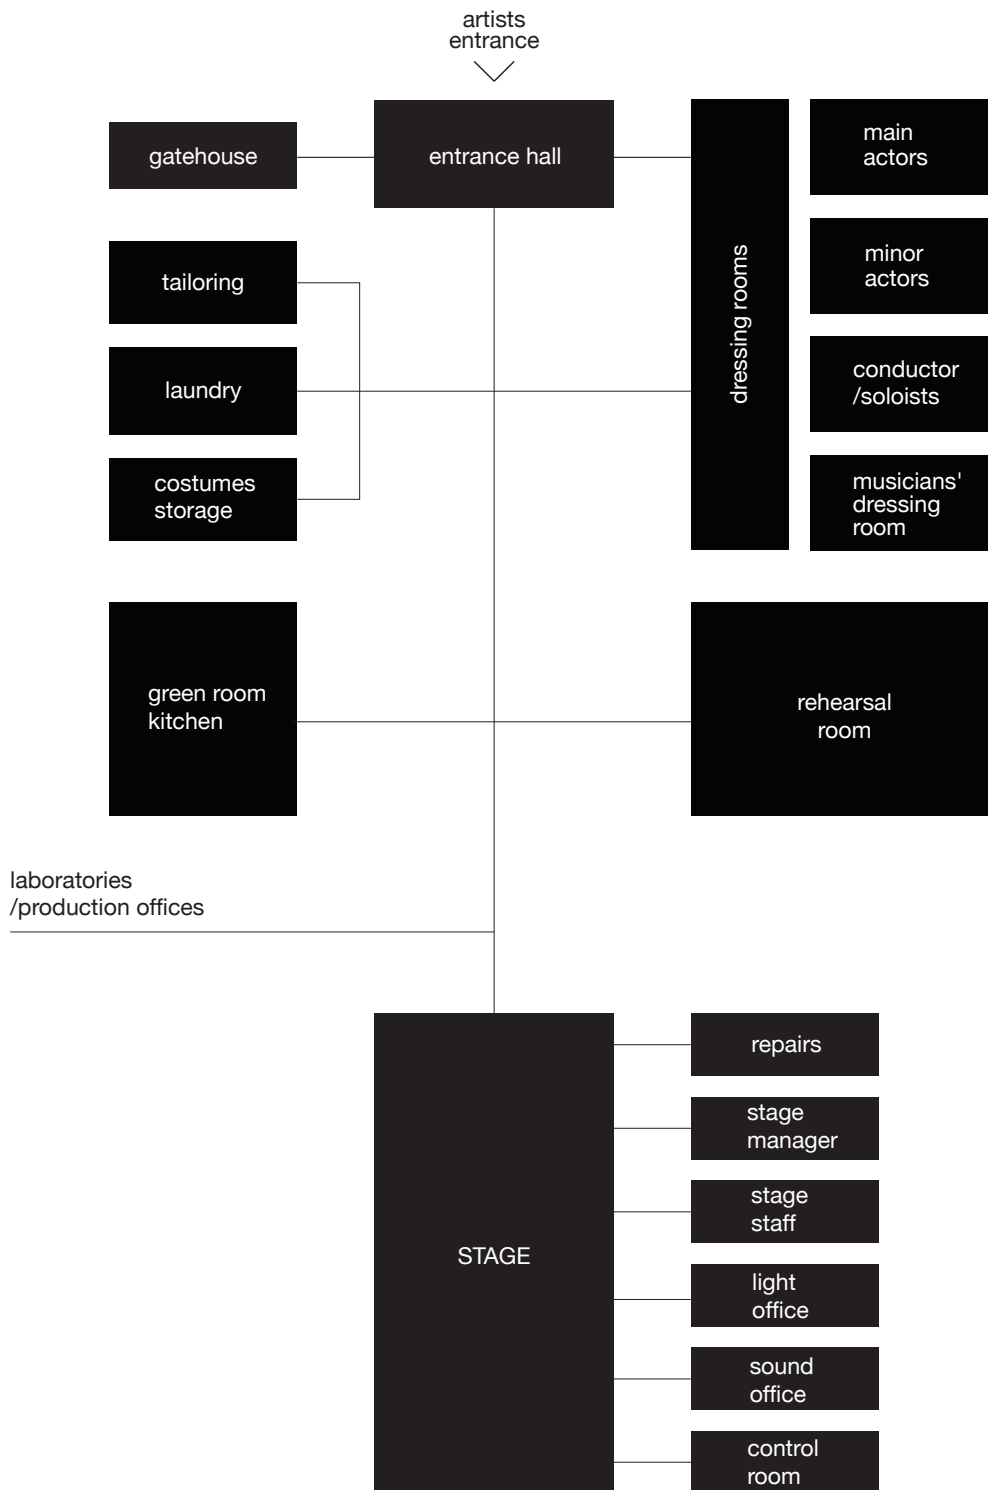 artists
entrance
gatehouse
entrance hall
main
actors
tailoring
minor
actors
dressing rooms
laundry
conductor
/soloists
costumes
storage
musicians'
dressing
room
green room
kitchen
rehearsal
room
laboratories
/production offices
repairs
stage
manager
stage
staff
STAGE
light
office
sound
office
control
room